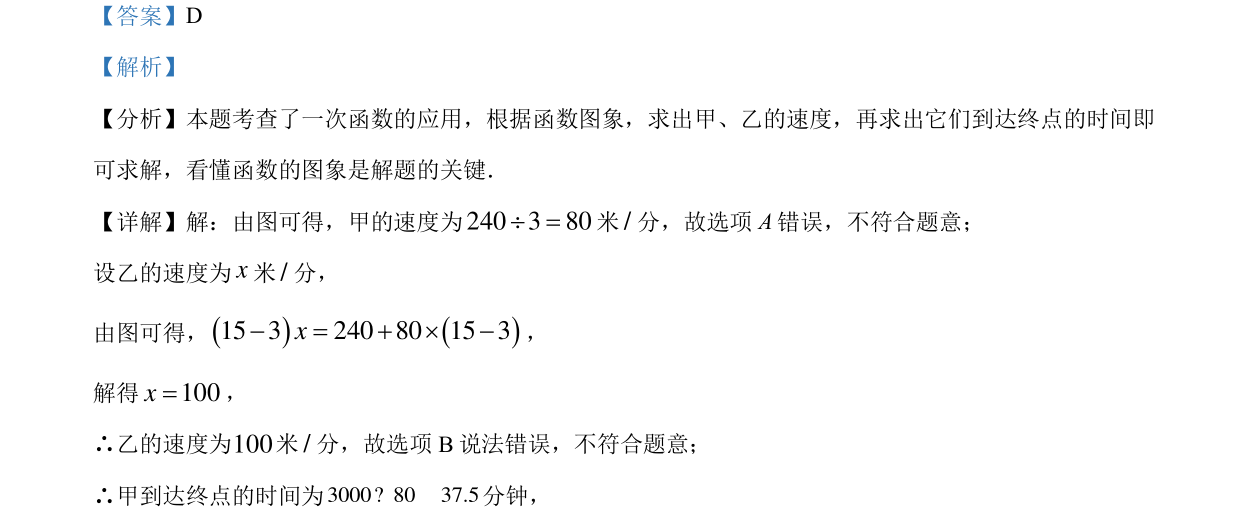 【答案】D
【解析】
【分析】本题考查了一次函数的应用，根据函数图象，求出甲、乙的速度，再求出它们到达终点的时间即
可求解，看懂函数的图象是解题的关键．
【详解】解：由图可得，甲的速度为240÷3=80米/分，故选项A错误，不符合题意；
设乙的速度为x米/分，
由图可得，(15−3)x=240+80×(15−3)，
解得x=100，
∴乙的速度为100米/分，故选项B说法错误，不符合题意；
∴甲到达终点的时间为3000? 80 37.5分钟，